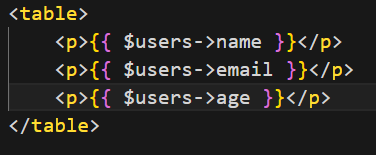 <table>
<p>{{ $users->name }}</p>
<p>{{ $users->email }}</p>
<p>{{ $users->age }}</p>
</table>